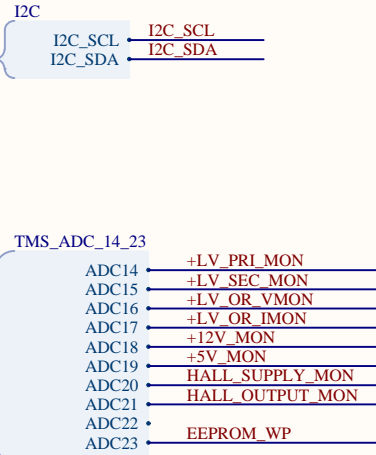 I2C
I2C_SCL I2C_SCL
I2C_SDA I2C_SDA
TMS_ADC_14_23
ADC14 +LV_PRI_MON
ADC15 +LV_SEC_MON
ADC16 +LV_OR_VMON
ADC17 +LV_OR_IMON
ADC18 +12V_MON
ADC19 +5V_MON
ADC20 HALL_SUPPLY_MON
ADC21 HALL_OUTPUT_MON
ADC22
ADC23 EEPROM_WP